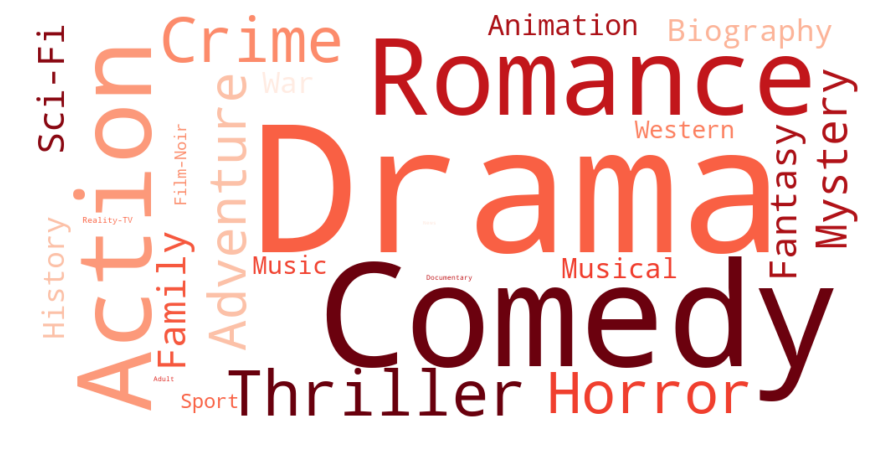 Sci-Fi
Crime
Animation
Biography
Action
War
Romance
Adventure
Film-Noir
Drama
Western
Fantasy
Mystery
History
Reality-TV
Family
Music
Musical
Documentary
Comedy
Adult
Sport
Thriller
Horror